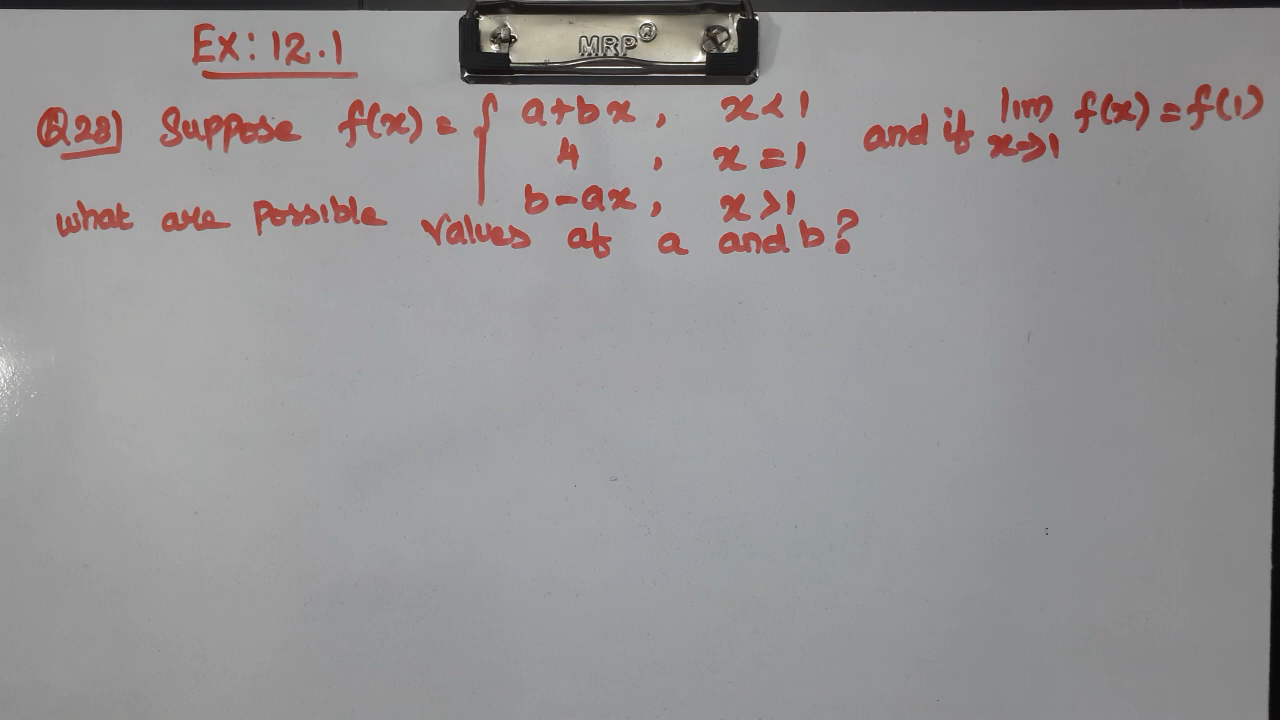 Ex: 12.1
MRP®
Q28) Suppose f(x) = { a+bx, x<1
4, x=1
b-ax, x>1
and if lim x→1 f(x) = f(1)
what are possible values of a and b?